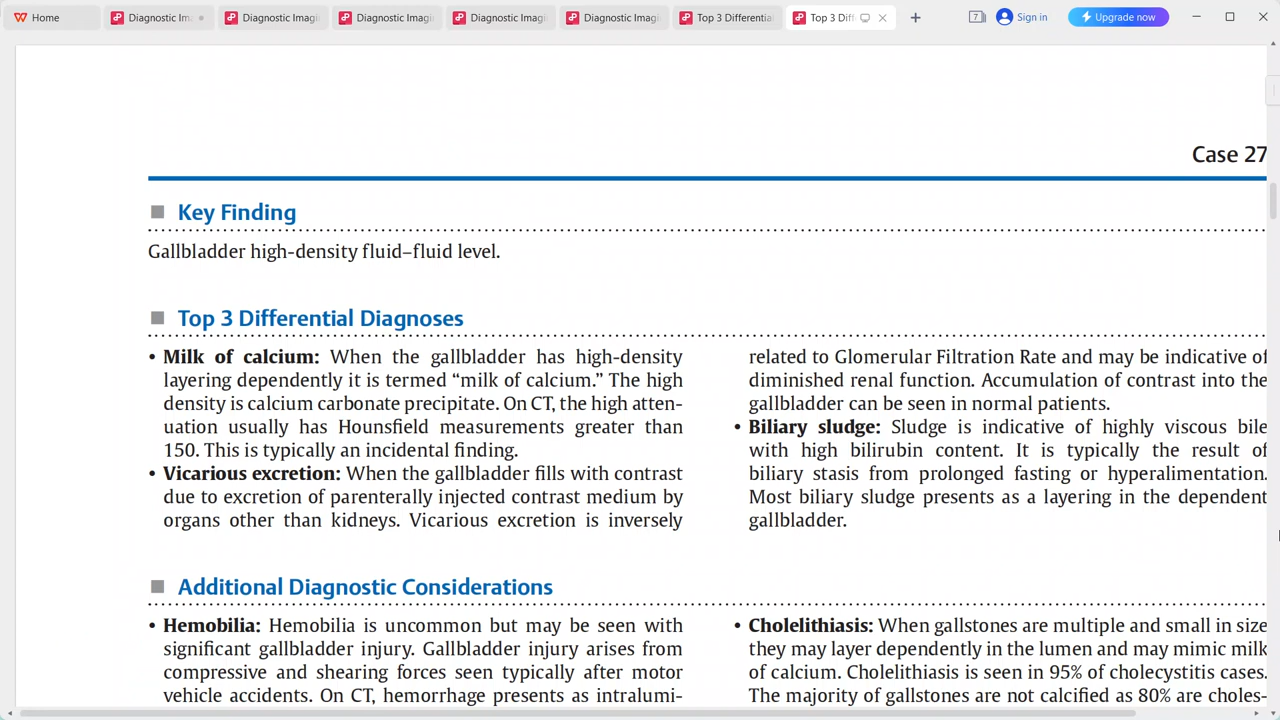 Home
Diagnostic Im
Diagnostic Imagi
Diagnostic Imagi
Diagnostic Imagi
Diagnostic Imagi
Top 3 Differential
Top 3 Diff
7
Sign in
Upgrade now
Case 27
Key Finding
Gallbladder high-density fluid–fluid level.
Top 3 Differential Diagnoses
• Milk of calcium: When the gallbladder has high-density
layering dependently it is termed “milk of calcium.” The high
density is calcium carbonate precipitate. On CT, the high atten-
uation usually has Hounsfield measurements greater than
150. This is typically an incidental finding.
• Vicarious excretion: When the gallbladder fills with contrast
due to excretion of parenterally injected contrast medium by
organs other than kidneys. Vicarious excretion is inversely
related to Glomerular Filtration Rate and may be indicative of
diminished renal function. Accumulation of contrast into the
gallbladder can be seen in normal patients.
• Biliary sludge: Sludge is indicative of highly viscous bile
with high bilirubin content. It is typically the result of
biliary stasis from prolonged fasting or hyperalimentation.
Most biliary sludge presents as a layering in the dependent
gallbladder.
Additional Diagnostic Considerations
• Hemobilia: Hemobilia is uncommon but may be seen with
significant gallbladder injury. Gallbladder injury arises from
compressive and shearing forces seen typically after motor
vehicle accidents. On CT, hemorrhage presents as intralumi-
• Cholelithiasis: When gallstones are multiple and small in size
they may layer dependently in the lumen and may mimic milk
of calcium. Cholelithiasis is seen in 95% of cholecystitis cases.
The majority of gallstones are not calcified as 80% are choles-